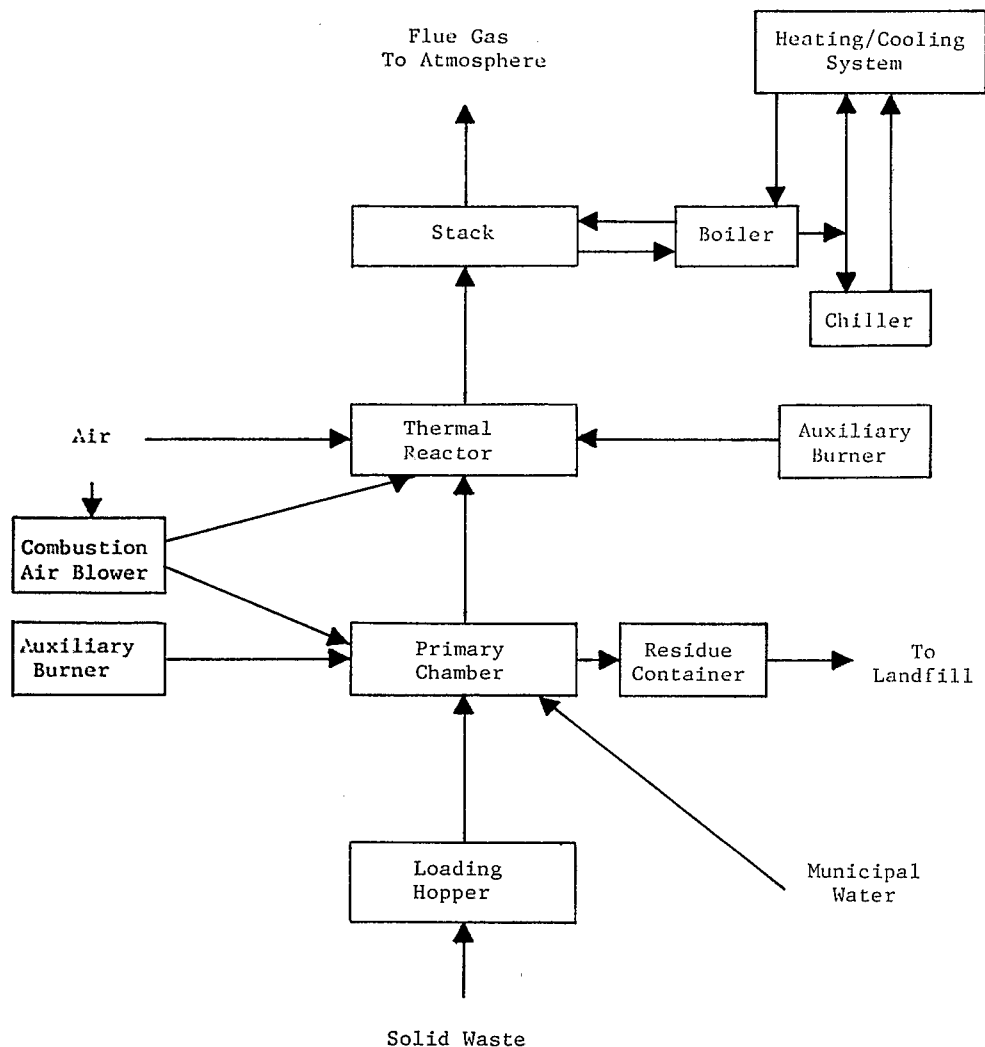 Flue Gas
To Atmosphere
Heating/Cooling
System
Stack
Boiler
Chiller
Air
Thermal
Reactor
Auxiliary
Burner
Combustion
Air Blower
Auxiliary
Burner
Primary
Chamber
Residue
Container
To
Landfill
Loading
Hopper
Municipal
Water
Solid Waste